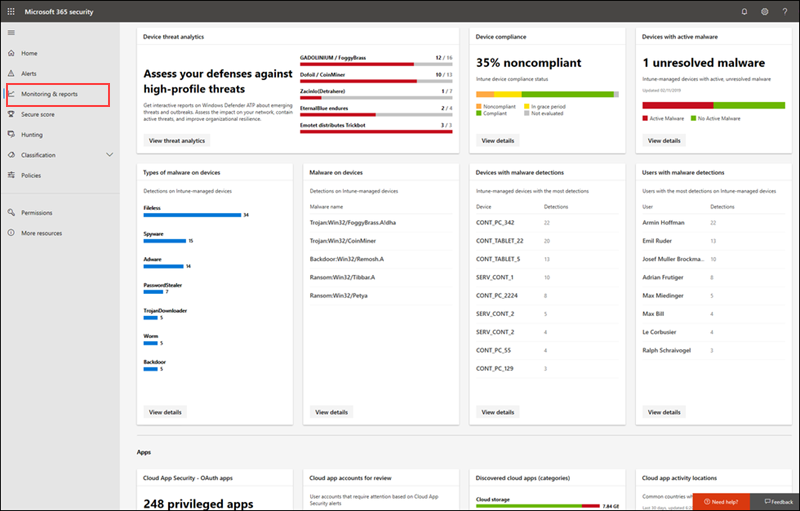 Microsoft 365 security
Home
Alerts
Monitoring & reports
Secure score
Hunting
Classification
Policies
Permissions
More resources
Device threat analytics
Assess your defenses against
high-profile threats
Get interactive reports on Windows Defender ATP about emerging
threats and outbreaks. Assess the impact on your network, contain
active threats, and improve organizational resilience.
View threat analytics
GADOLINIUM / FoggyBrass 12 / 16
Dofoil / CoinMiner 10 / 13
Zacinlo(Detrahere) 1 / 7
EternalBlue endures 2 / 4
Emotet distributes Trickbot 3 / 3
Device compliance
35% noncompliant
Intune device compliance status
Noncompliant In grace period
Compliant Not evaluated
View details
Devices with active malware
1 unresolved malware
Intune-managed devices with active, unresolved malware
Updated 02/11/2019
Active Malware No Active Malware
View details
Types of malware on devices
Detections on Intune-managed devices
Fileless
34
Spyware
15
Adware
14
PasswordStealer
7
TrojanDownloader
5
Worm
5
Backdoor
5
View details
Malware on devices
Detections on Intune-managed devices
Malware name
Trojan:Win32/FoggyBrass.A!dha
Trojan:Win32/CoinMiner
Backdoor:Win32/Remosh.A
Ransom:Win32/Tibbar.A
Ransom:Win32/Petya
View details
Devices with malware detections
Intune-managed devices with the most detections
Device Detections
CONT_PC_342 22
CONT_TABLET_22 20
CONT_TABLET_5 13
SERV_CONT_1 10
CONT_PC_2224 8
SERV_CONT_2 5
SERV_CONT_2 4
CONT_PC_55 4
CONT_PC_129 3
View details
Users with malware detections
Users with the most detections on Intune-managed devices
User Detections
Armin Hoffman 22
Emil Ruder 13
Josef Muller Brockma... 10
Adrian Frutiger 8
Max Miedinger 5
Max Bill 4
Le Corbusier 4
Ralph Schraivogel 3
View details
Apps
Cloud App Security - OAuth apps
248 privileged apps
Cloud app accounts for review
User accounts that require attention based on Cloud App
Security alerts
Discovered cloud apps (categories)
Cloud storage
7.84 GB
Cloud app activity locations
Common countries wh
Need help?
Feedback